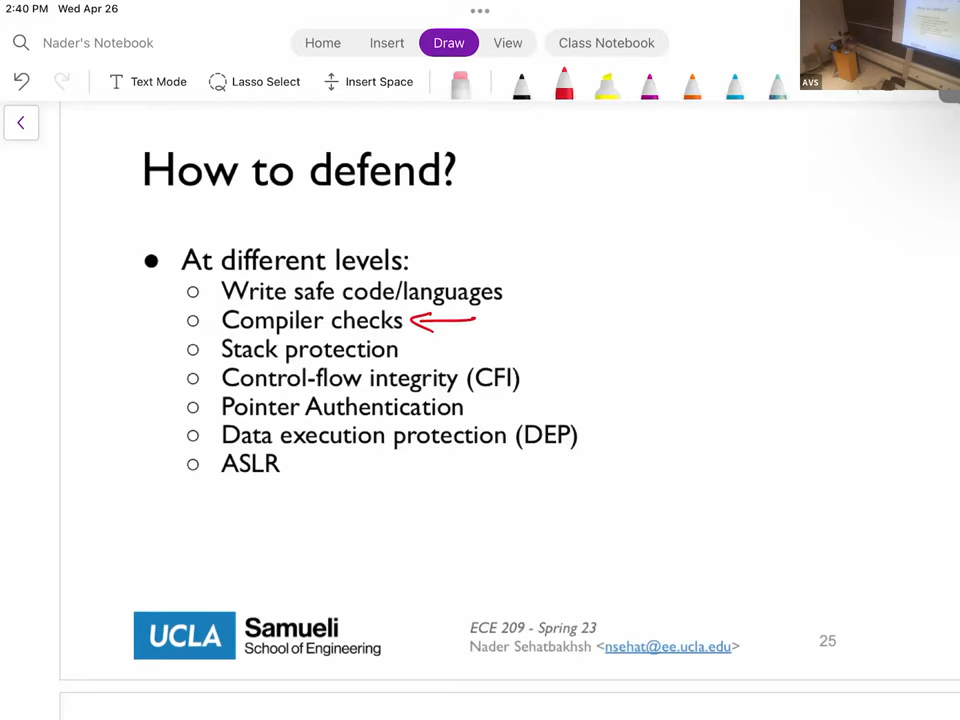 2:40 PM Wed Apr 26
Nader's Notebook
Home Insert Draw View Class Notebook
Text Mode Lasso Select Insert Space
AVS
How to defend?
● At different levels:
○ Write safe code/languages
○ Compiler checks
○ Stack protection
○ Control-flow integrity (CFI)
○ Pointer Authentication
○ Data execution protection (DEP)
○ ASLR
UCLA Samueli
School of Engineering
ECE 209 - Spring 23
Nader Sehatbakhsh <nsehat@ee.ucla.edu>
25